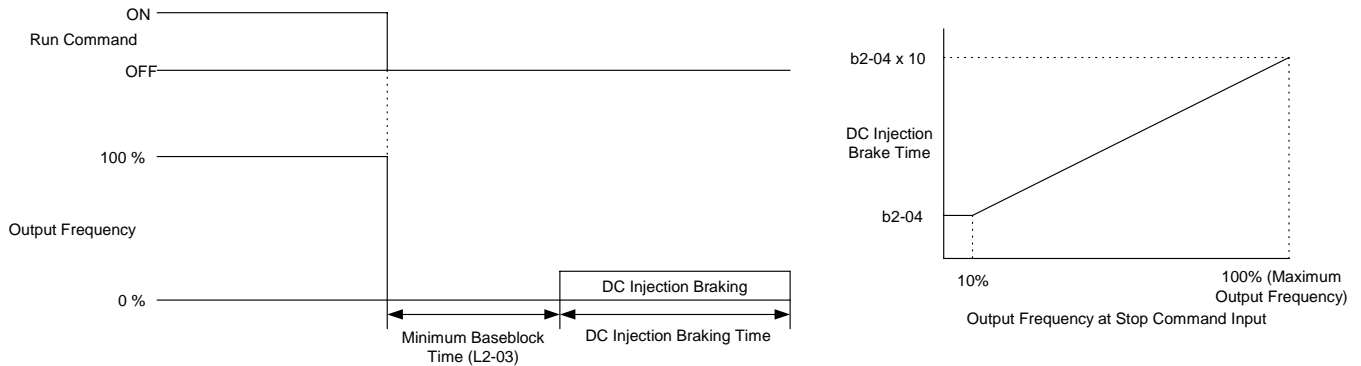 ON
Run Command
OFF
100 %
Output Frequency
0 %
DC Injection Braking
Minimum Baseblock
Time (L2-03)
DC Injection Braking Time
b2-04 x 10
DC Injection
Brake Time
b2-04
10%
100% (Maximum
Output Frequency)
Output Frequency at Stop Command Input